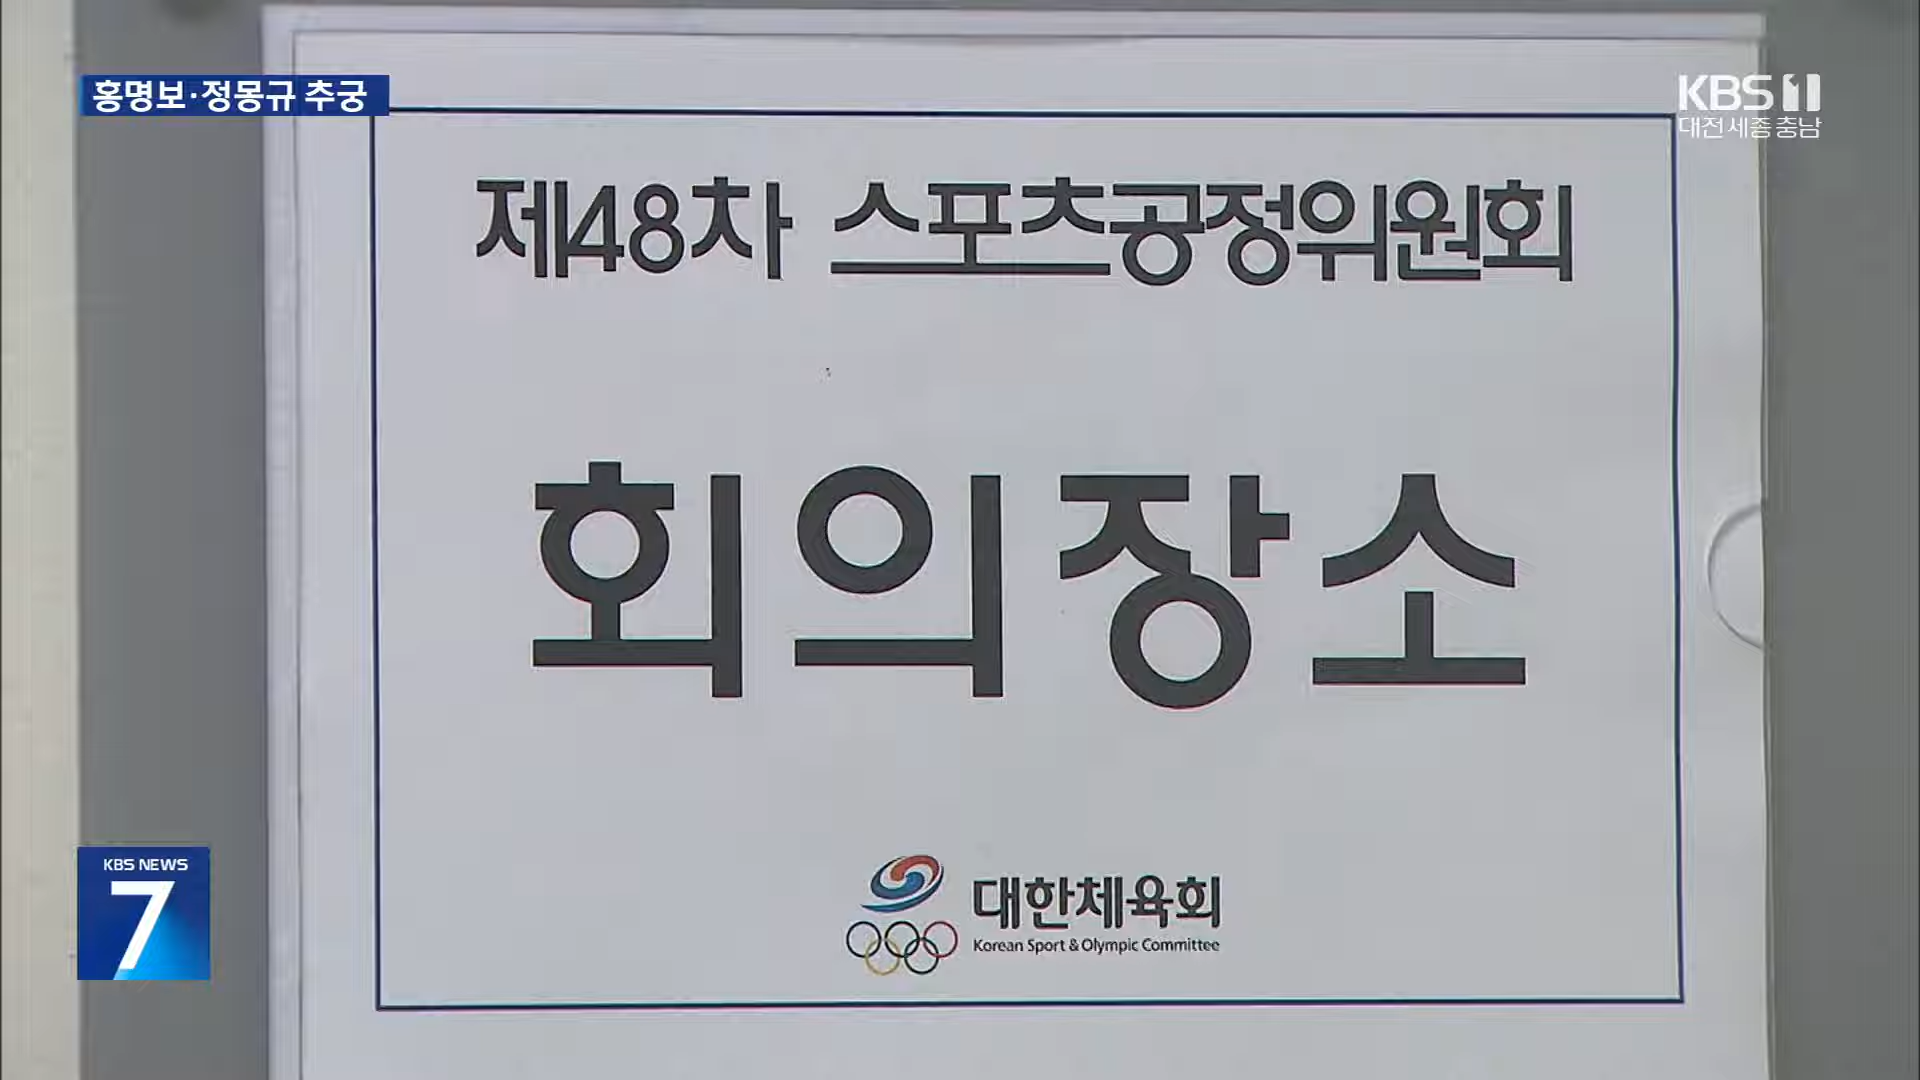 홍명보·정몽규 추궁
KBS 1
대전 세종 충남
제48차 스포츠공정위원회
회의장소
KBS NEWS
7
대한체육회
Korean Sport & Olympic Committee